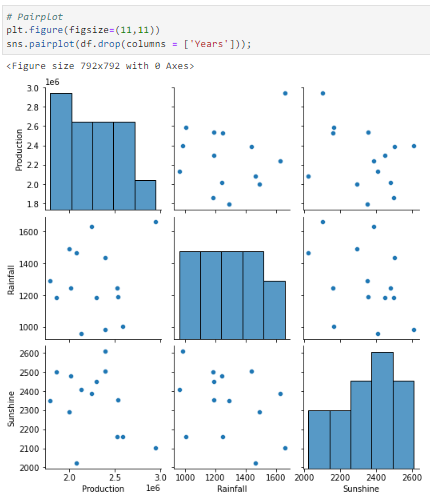 # Pairplot
plt.figure(figsize=(11,11))
sns.pairplot(df.drop(columns = ['Years']));
<Figure size 792x792 with 0 Axes>
1e6
3.0
2.8
2.6
2.4
2.2
2.0
1.8
Production
1600
1400
1200
1000
Rainfall
2600
2500
2400
2300
2200
2100
2000
Sunshine
2.0 2.5 3.0
Production 1e6
1000 1200 1400 1600
Rainfall
2000 2200 2400 2600
Sunshine